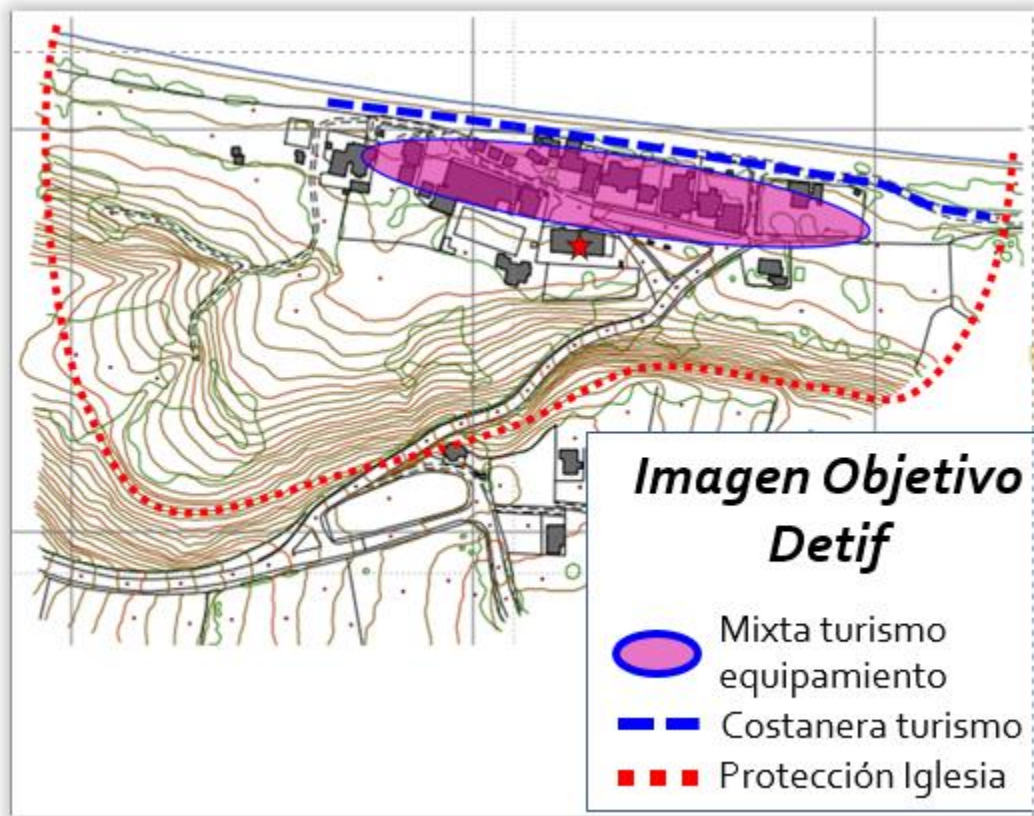 Imagen Objetivo
Detif
Mixta turismo
equipamiento
Costanera turismo
Protección Iglesia